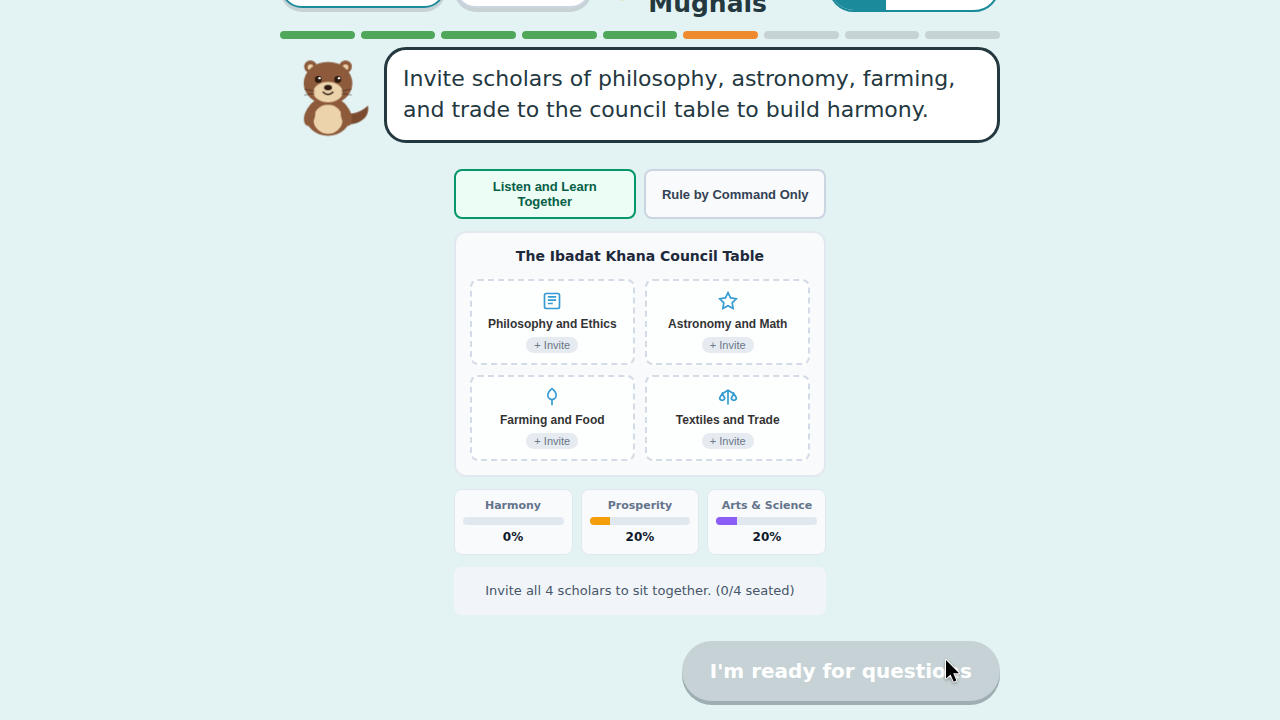 Mughals
Invite scholars of philosophy, astronomy, farming,
and trade to the council table to build harmony.
Listen and Learn
Together
Rule by Command Only
The Ibadat Khana Council Table
Philosophy and Ethics
+ Invite
Astronomy and Math
+ Invite
Farming and Food
+ Invite
Textiles and Trade
+ Invite
Harmony
0%
Prosperity
20%
Arts & Science
20%
Invite all 4 scholars to sit together. (0/4 seated)
I'm ready for questions